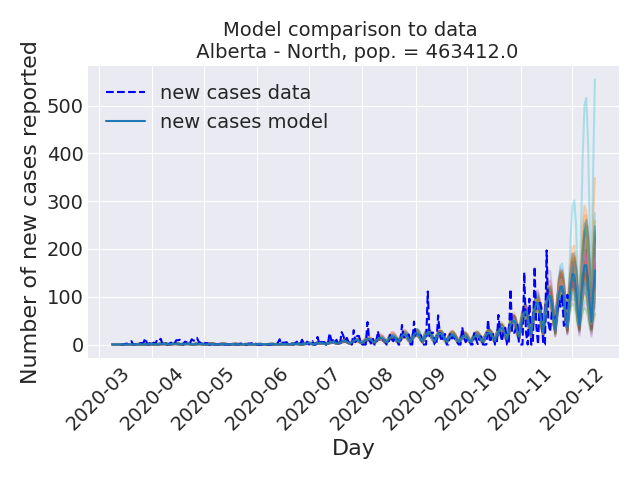 Model comparison to data
Alberta - North, pop. = 463412.0
Number of new cases reported
500
400
300
200
100
0
new cases data
new cases model
2020-03
2020-04
2020-05
2020-06
2020-07
2020-08
2020-09
2020-10
2020-11
2020-12
Day